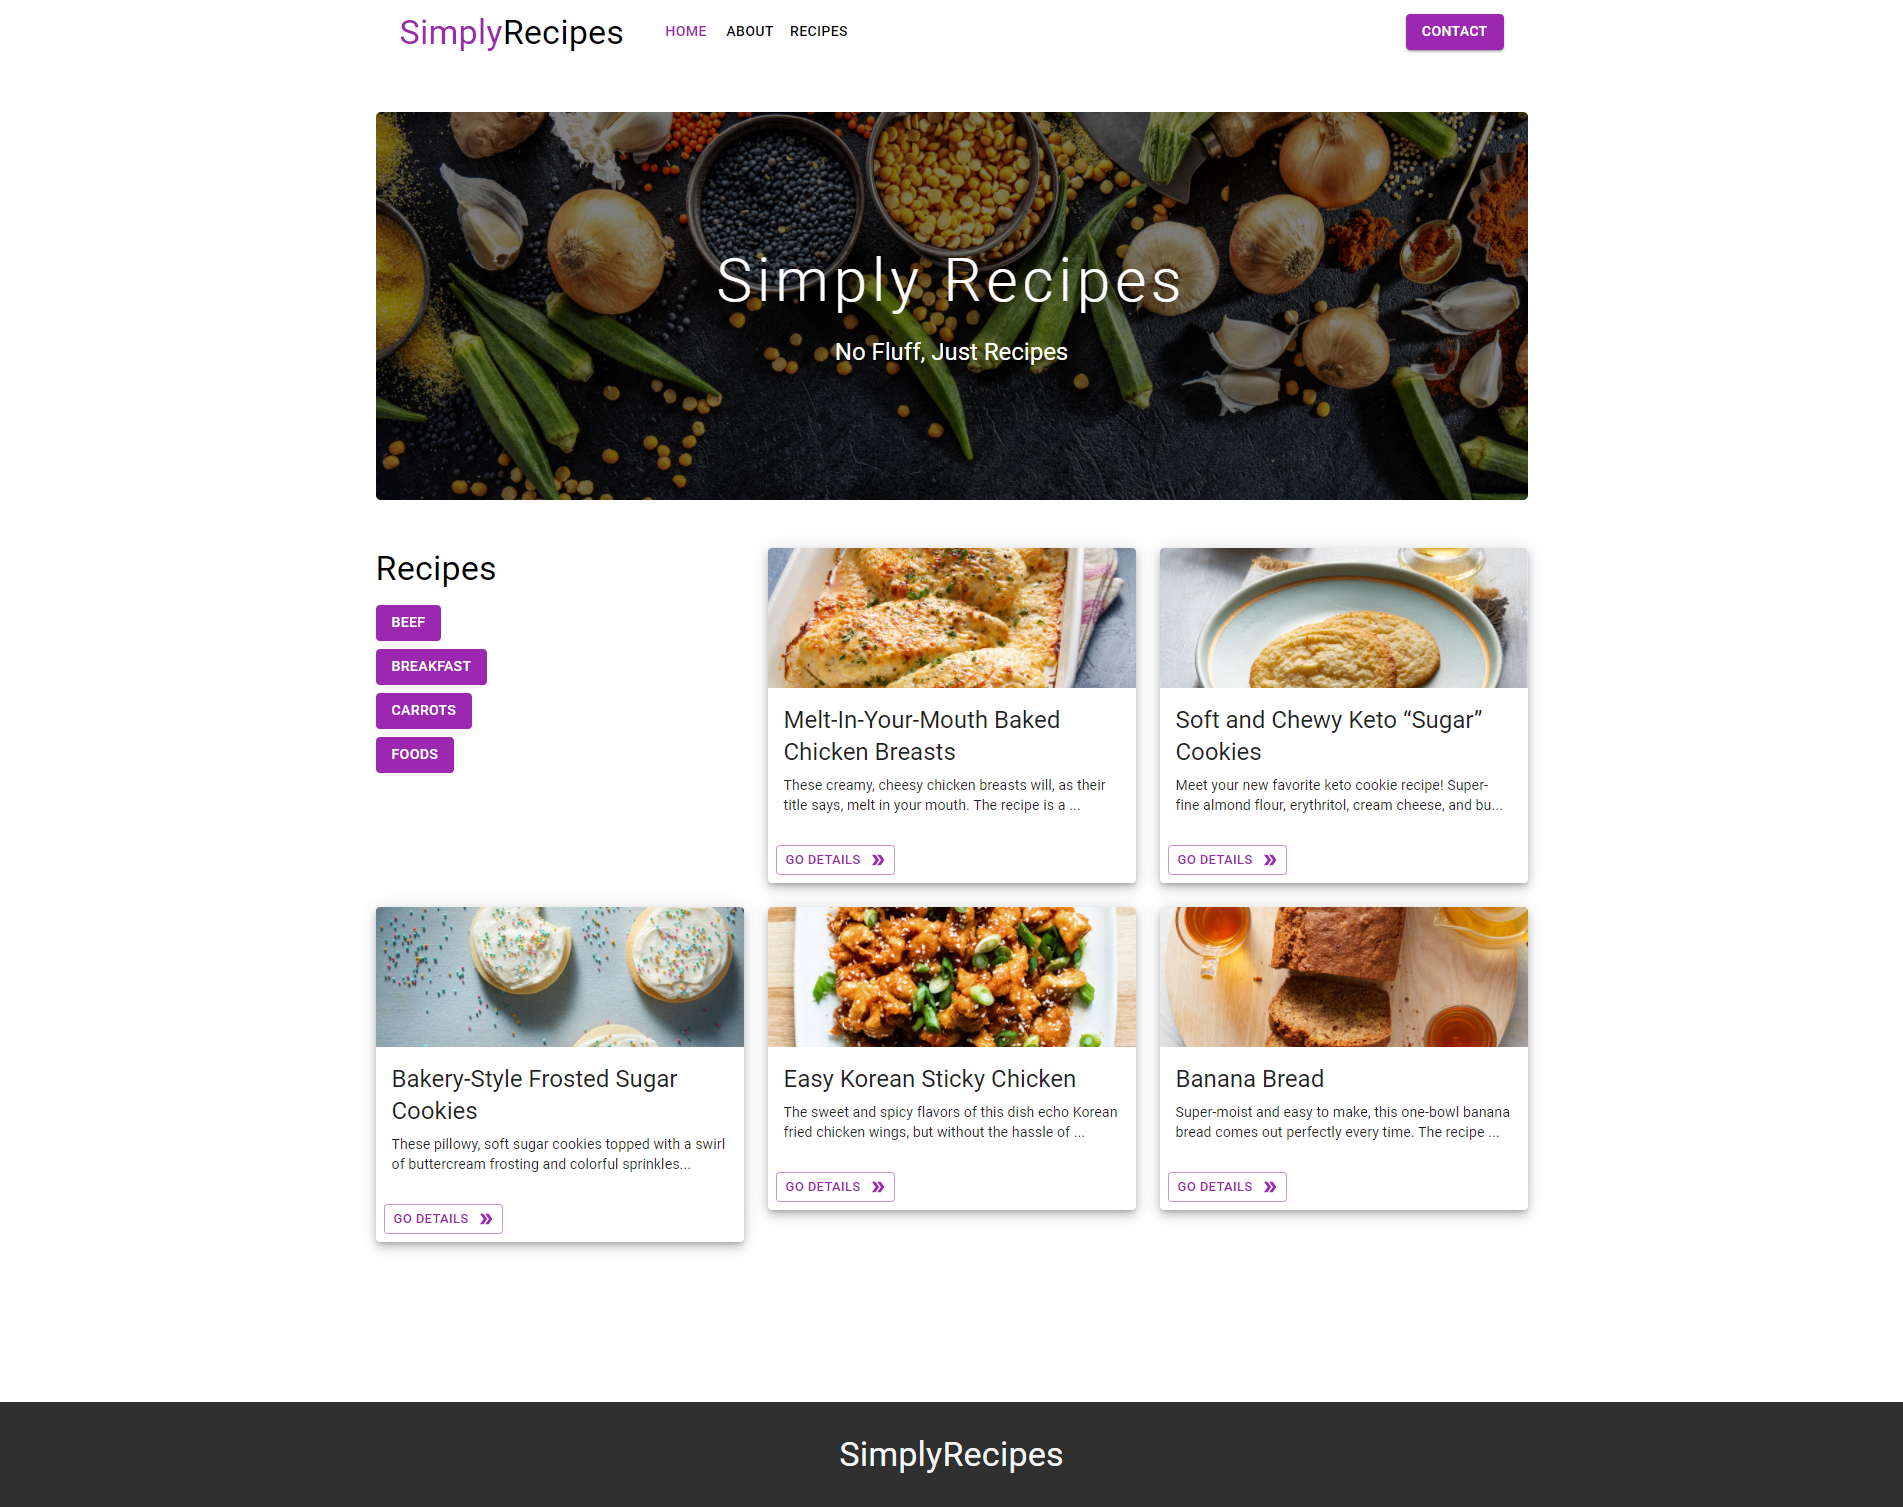 SimplyRecipes
HOME
ABOUT
RECIPES
CONTACT
Simply Recipes
No Fluff, Just Recipes
Recipes
BEEF
BREAKFAST
CARROTS
FOODS
Melt-In-Your-Mouth Baked
Chicken Breasts
These creamy, cheesy chicken breasts will, as their
title says, melt in your mouth. The recipe is a ...
GO DETAILS
Soft and Chewy Keto “Sugar”
Cookies
Meet your new favorite keto cookie recipe! Super-
fine almond flour, erythritol, cream cheese, and bu...
GO DETAILS
Bakery-Style Frosted Sugar
Cookies
These pillowy, soft sugar cookies topped with a swirl
of buttercream frosting and colorful sprinkles...
GO DETAILS
Easy Korean Sticky Chicken
The sweet and spicy flavors of this dish echo Korean
fried chicken wings, but without the hassle of ...
GO DETAILS
Banana Bread
Super-moist and easy to make, this one-bowl banana
bread comes out perfectly every time. The recipe ...
GO DETAILS
SimplyRecipes